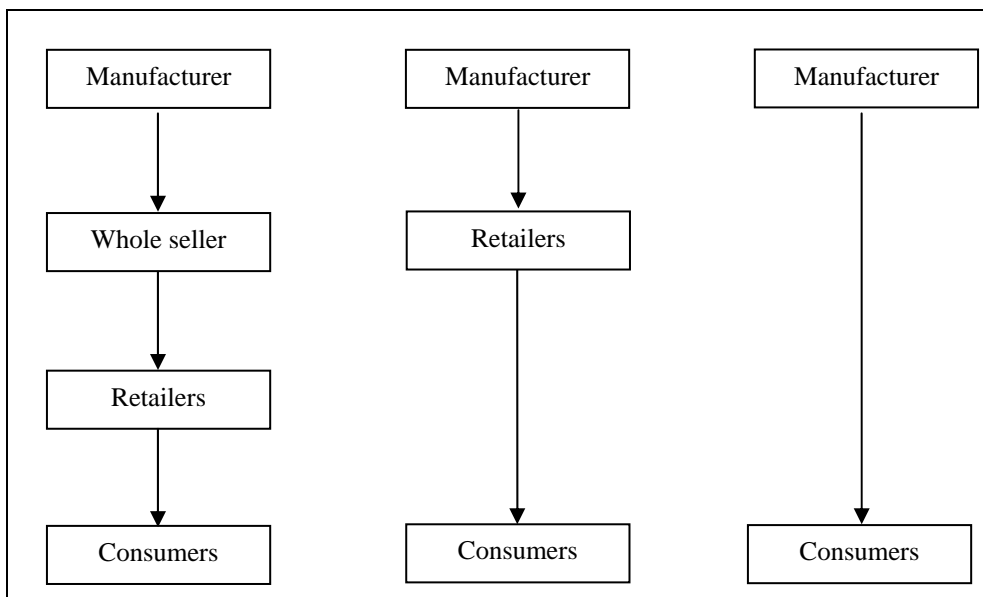 Manufacturer
Whole seller
Retailers
Consumers
Manufacturer
Retailers
Consumers
Manufacturer
Consumers